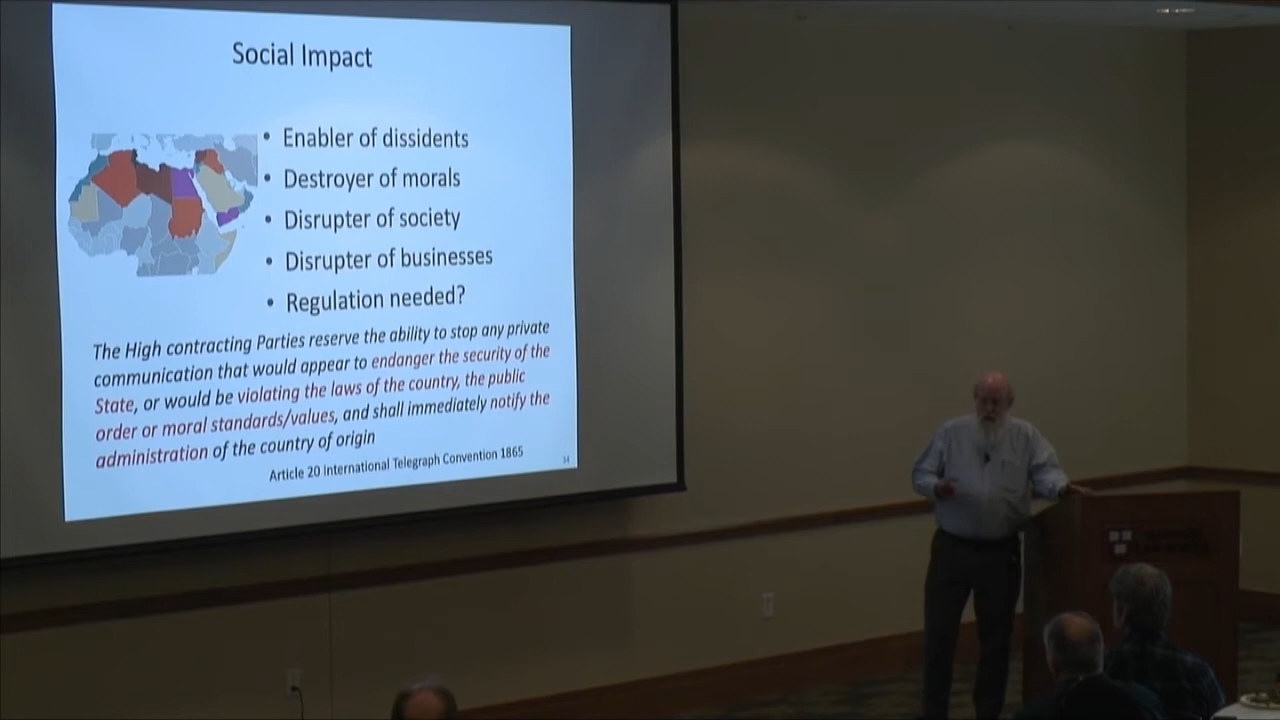 Social Impact
• Enabler of dissidents
• Destroyer of morals
• Disrupter of society
• Disrupter of businesses
• Regulation needed?
The High contracting Parties reserve the ability to stop any private
communication that would appear to endanger the security of the
State, or would be violating the laws of the country, the public
order or moral standards/values, and shall immediately notify the
administration of the country of origin
Article 20 International Telegraph Convention 1865